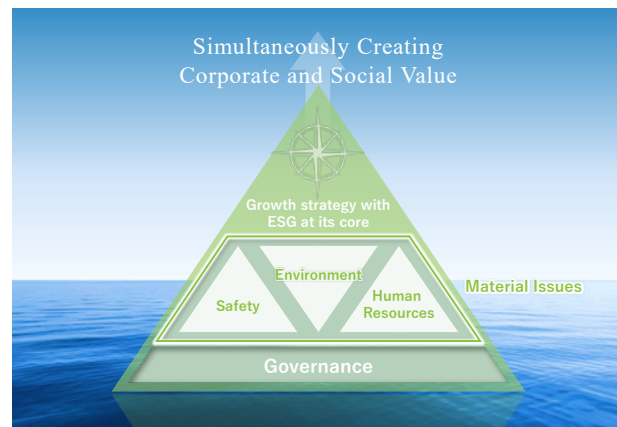 Simultaneously Creating
Corporate and Social Value
Growth strategy with
ESG at its core
Environment
Safety
Human
Resources
Material Issues
Governance